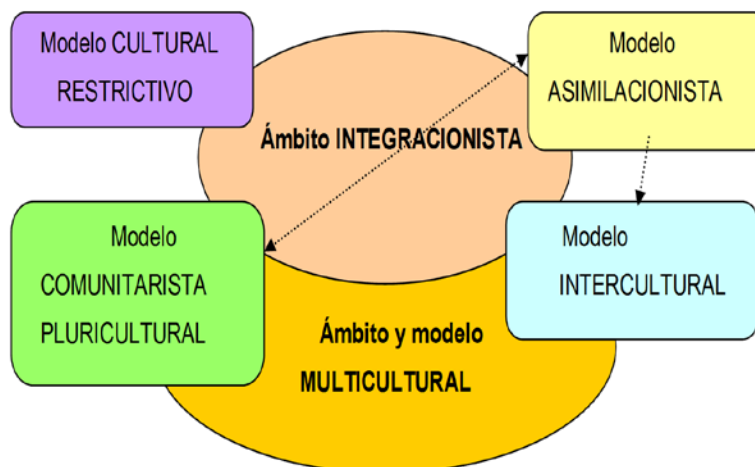 Modelo CULTURAL
RESTRICTIVO
Modelo
ASIMILACIONISTA
Ámbito INTEGRACIONISTA
Modelo
COMUNITARISTA
PLURICULTURAL
Modelo
INTERCULTURAL
Ámbito y modelo
MULTICULTURAL